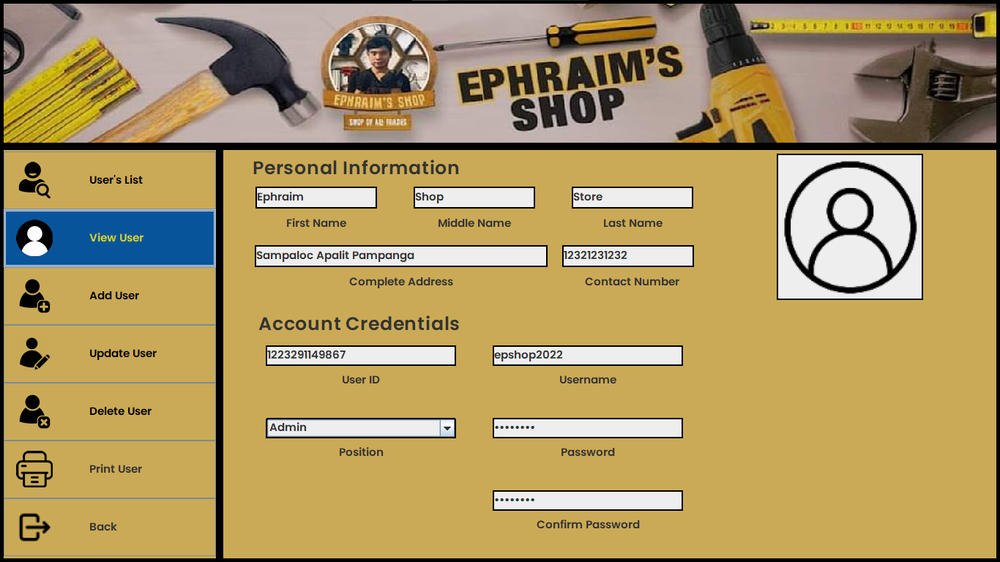 EPHRAIM'S SHOP
SHOP OF ALL TRADES
EPHRAIM'S
SHOP
User's List
View User
Add User
Update User
Delete User
Print User
Back
Personal Information
Ephraim
Shop
Store
First Name
Middle Name
Last Name
Sampaloc Apalit Pampanga
12321231232
Complete Address
Contact Number
Account Credentials
1223291149867
epshop2022
User ID
Username
Admin
••••••••
Position
Password
••••••••
Confirm Password